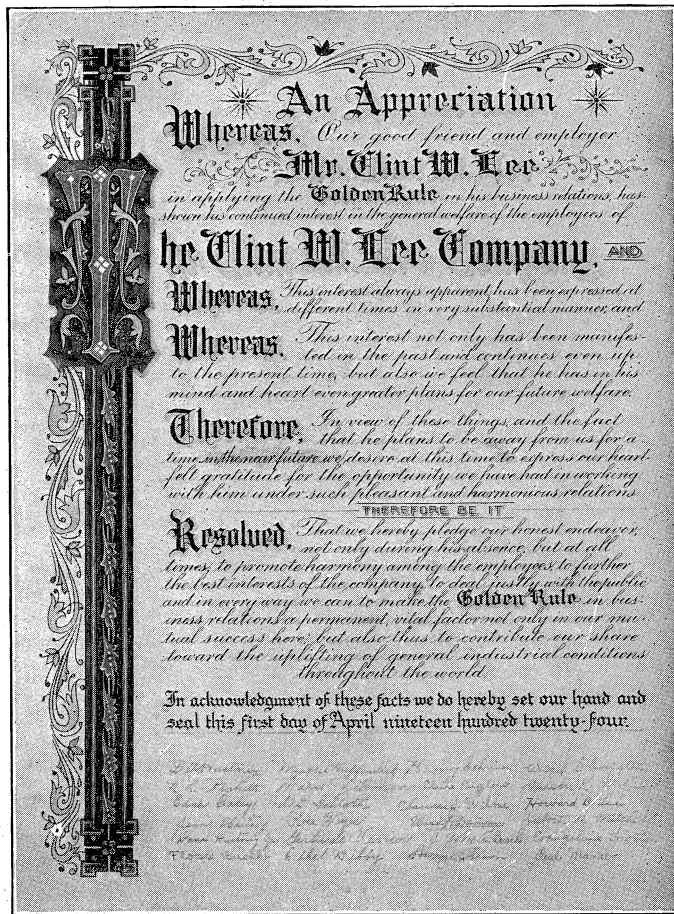 An Appreciation
Whereas, Our good friend and employer
Mr. Clint W. Lee
in applying the Golden Rule in his business relations, has
shown his continued interest in the general welfare of the employees of
The Clint W. Lee Company, AND
Whereas, This interest always apparent, has been expressed at
different times in very substantial manner, and
Whereas, This interest not only has been manifes-
ted in the past and continues even up
to the present time, but also we feel that he has in his
mind and heart even greater plans for our future welfare.
Therefore, In view of these things, and the fact
that he plans to be away from us for a
time in the near future we desire at this time to express our heart-
felt gratitude for the opportunity we have had in working
with him under such pleasant and harmonious relations
THEREFORE BE IT
Resolved, That we hereby pledge our honest endeavor,
not only during his absence, but at all
times, to promote harmony among the employees, to further
the best interests of the company, to deal justly with the public
and in every way we can to make the Golden Rule in bus-
iness relations a permanent, vital factor not only in our mu-
tual success here, but also thus to contribute our share
toward the uplifting of general industrial conditions
throughout the world.
In acknowledgment of these facts we do hereby set our hand and
seal this first day of April nineteen hundred twenty-four.
Howard
Gertrude
Ethel